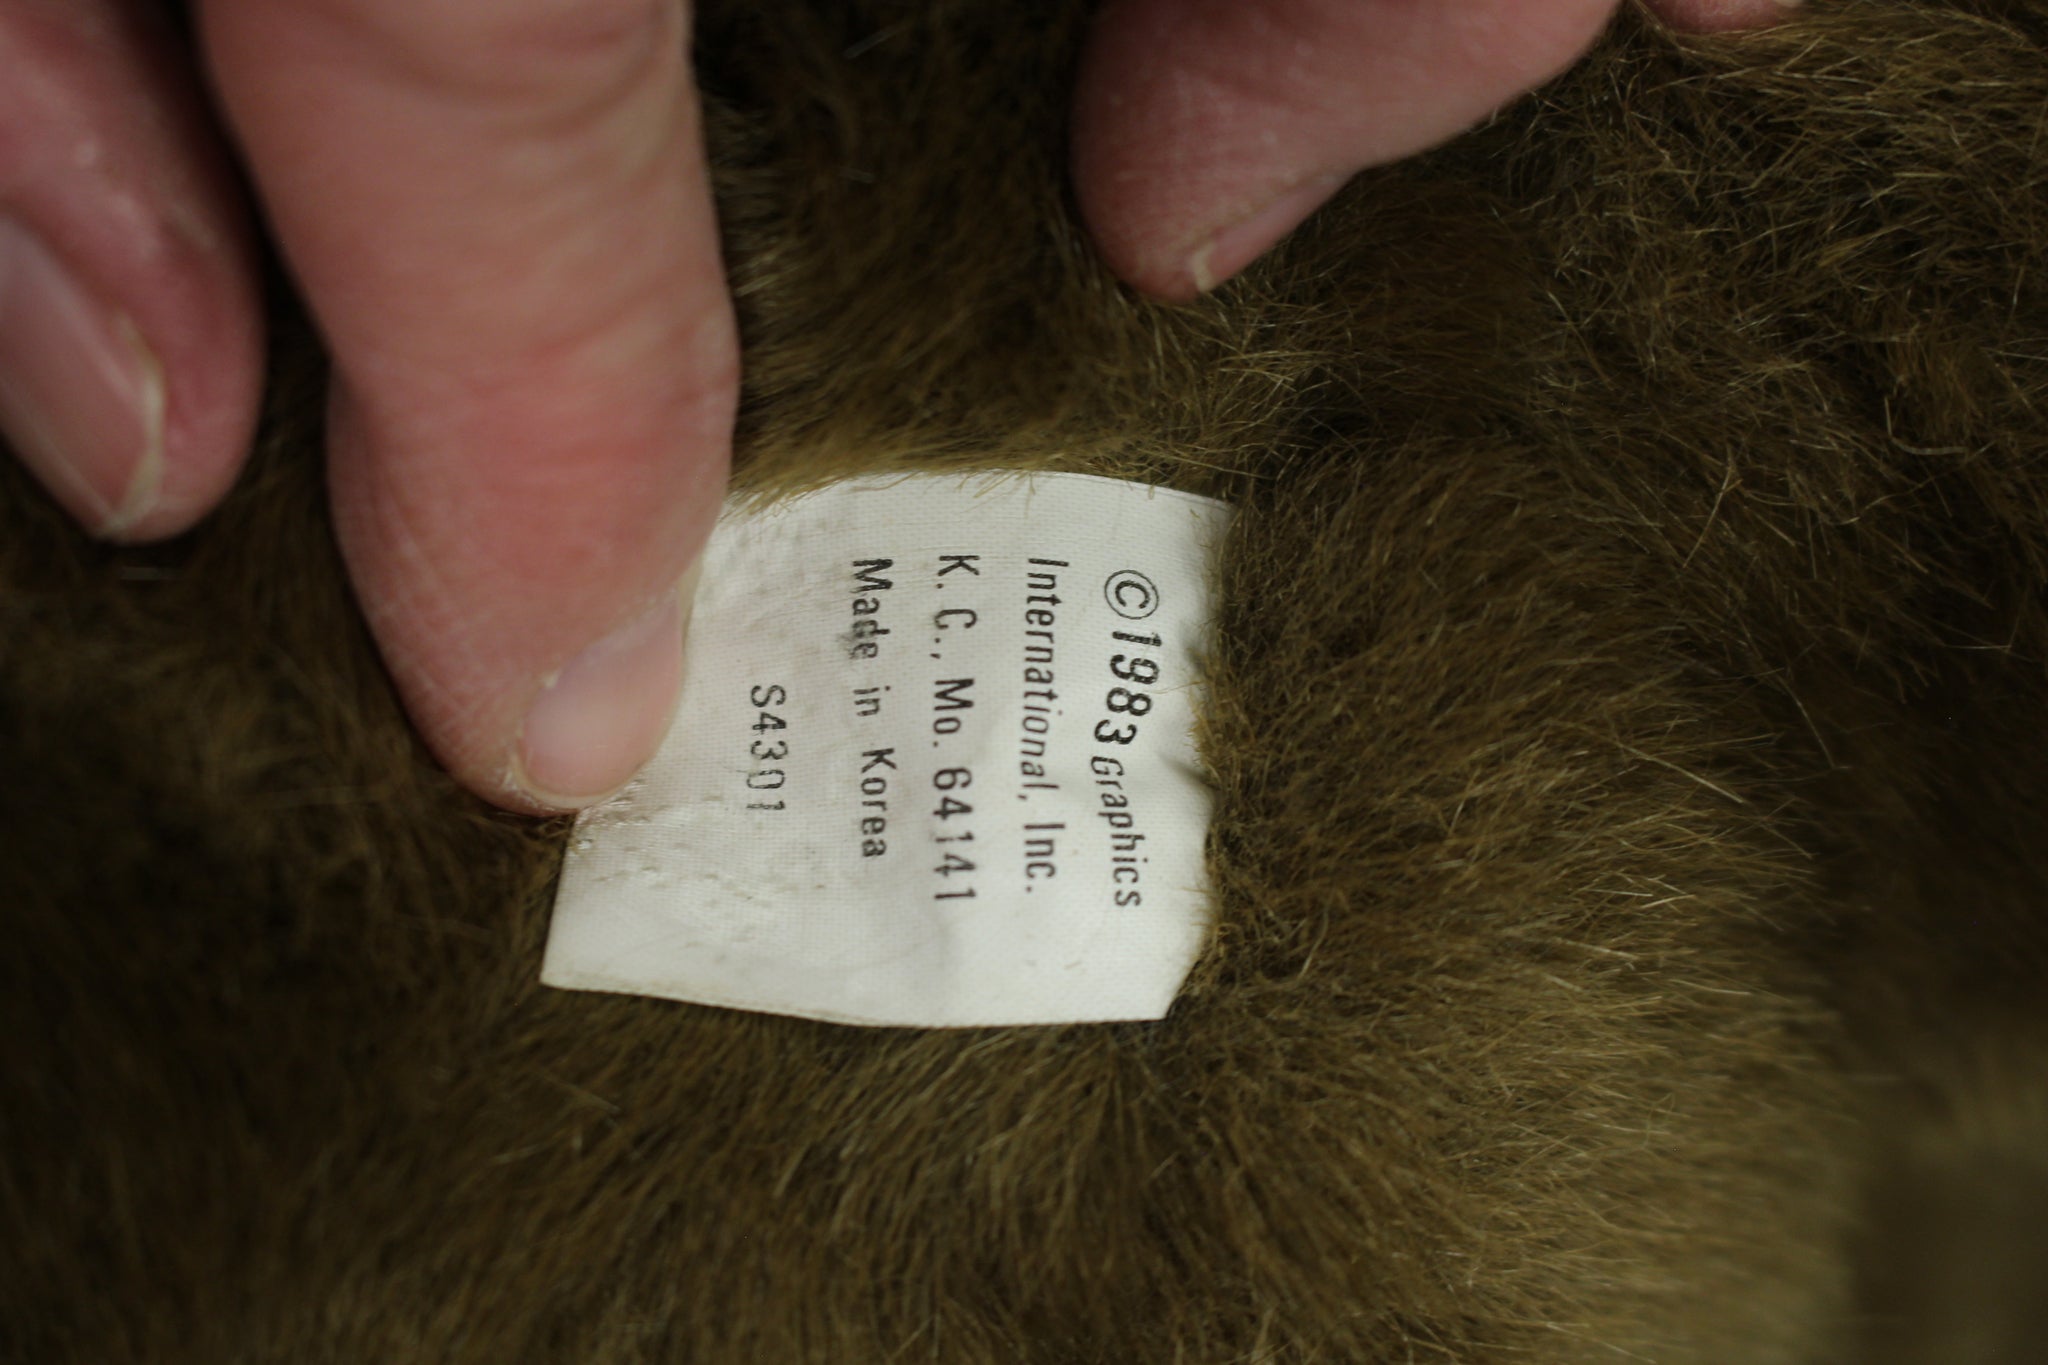 ©1983 Graphics
International, Inc.
K. C., Mo. 64141
Made in Korea
S4301